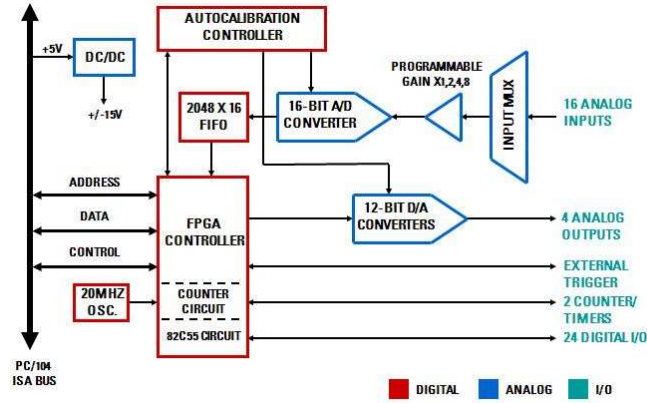 AUTOCALIBRATION
CONTROLLER
+5V
DC/DC
+/-15V
PROGRAMMABLE
GAIN X1,2,4,8
2048 X 16
FIFO
16-BIT A/D
CONVERTER
INPUT MUX
16 ANALOG
INPUTS
ADDRESS
DATA
CONTROL
FPGA
CONTROLLER
12-BIT D/A
CONVERTERS
4 ANALOG
OUTPUTS
EXTERNAL
TRIGGER
20MHZ
OSC.
COUNTER
CIRCUIT
2 COUNTER/
TIMERS
82C55 CIRCUIT
24 DIGITAL I/O
PC/104
ISA BUS
DIGITAL
ANALOG
I/O